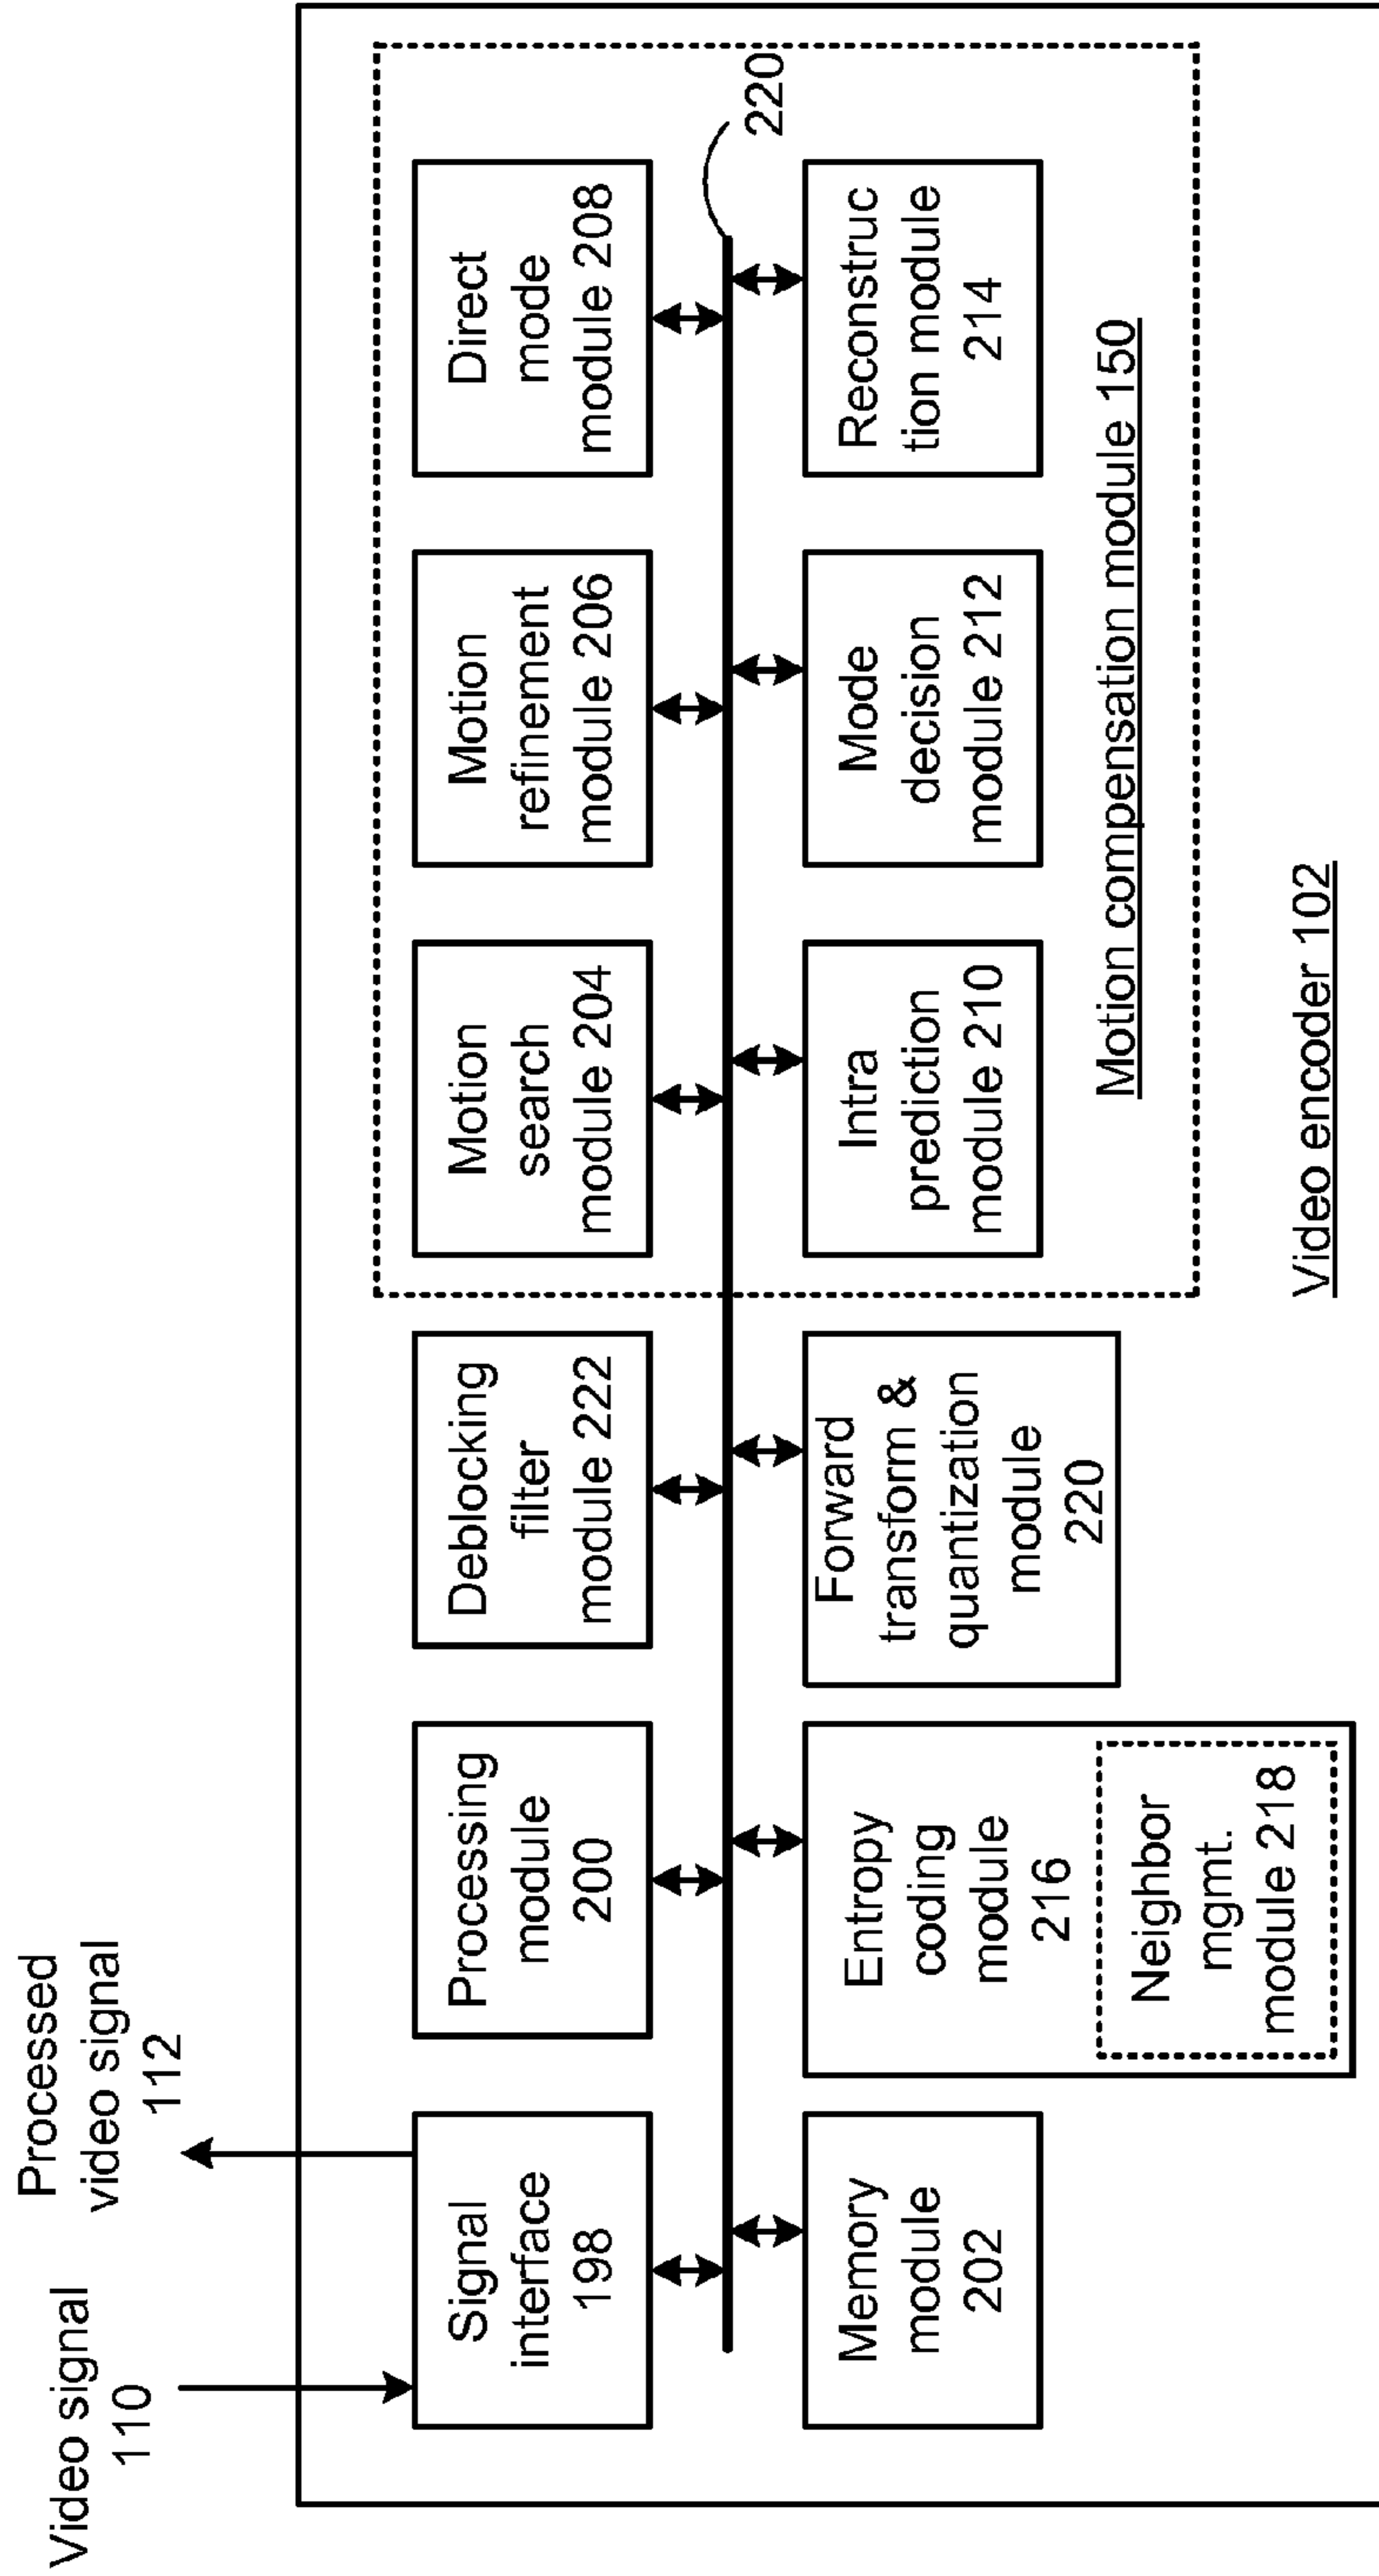 Video signal
110
Processed
video signal
112
Signal
interface
198
Processing
module
200
Deblocking
filter
module 222
Motion
search
module 204
Motion
refinement
module 206
Direct
mode
module 208
220
Memory
module
202
Entropy
coding
module
216
Neighbor
mgmt.
module 218
Forward
transform &
quantization
module
220
Intra
prediction
module 210
Mode
decision
module 212
Reconstruc
tion module
214
Motion compensation module 150
Video encoder 102